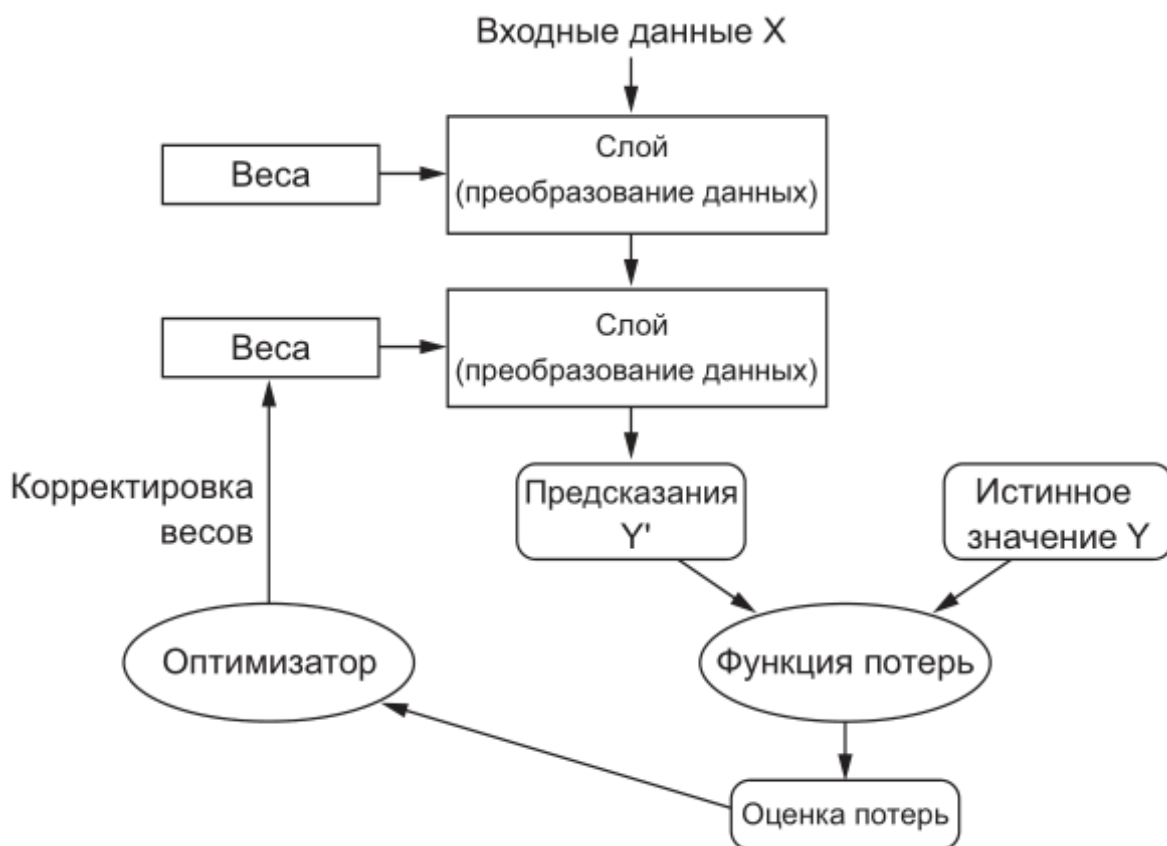 Входные данные X
Слой
(преобразование данных)
Веса
Слой
(преобразование данных)
Веса
Предсказания
Y'
Истинное
значение Y
Корректировка
весов
Оптимизатор
Функция потерь
Оценка потерь